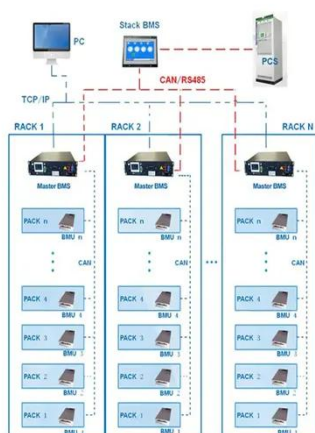 PC
Stack BMS
PCS
CAN/RS485
TCP/IP
RACK 1
RACK 2
RACK N
Master BMS
Master BMS
Master BMS
PACK n
BMU n
PACK n
BMU n
PACK n
BMU n
CAN
CAN
CAN
PACK 4
BMU 4
PACK 4
BMU 4
PACK 4
BMU 4
PACK 3
BMU 3
PACK 3
BMU 3
PACK 3
BMU 3
PACK 2
BMU 2
PACK 2
BMU 2
PACK 2
BMU 2
PACK 1
PACK 1
PACK 1